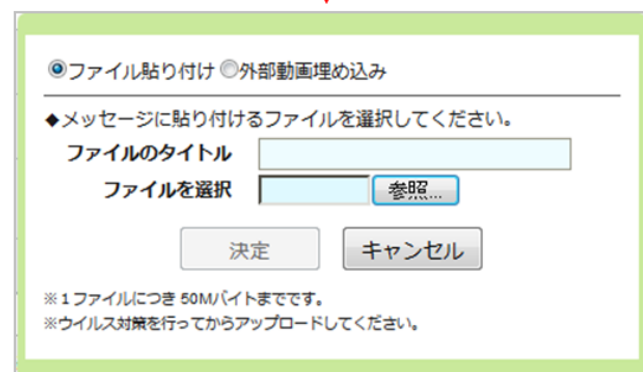 ファイル貼り付け 外部動画埋め込み
◆メッセージに貼り付けるファイルを選択してください。
ファイルのタイトル
ファイルを選択 参照...
決定 キャンセル
※１ファイルにつき 50Mバイトまでです。
※ウイルス対策を行ってからアップロードしてください。